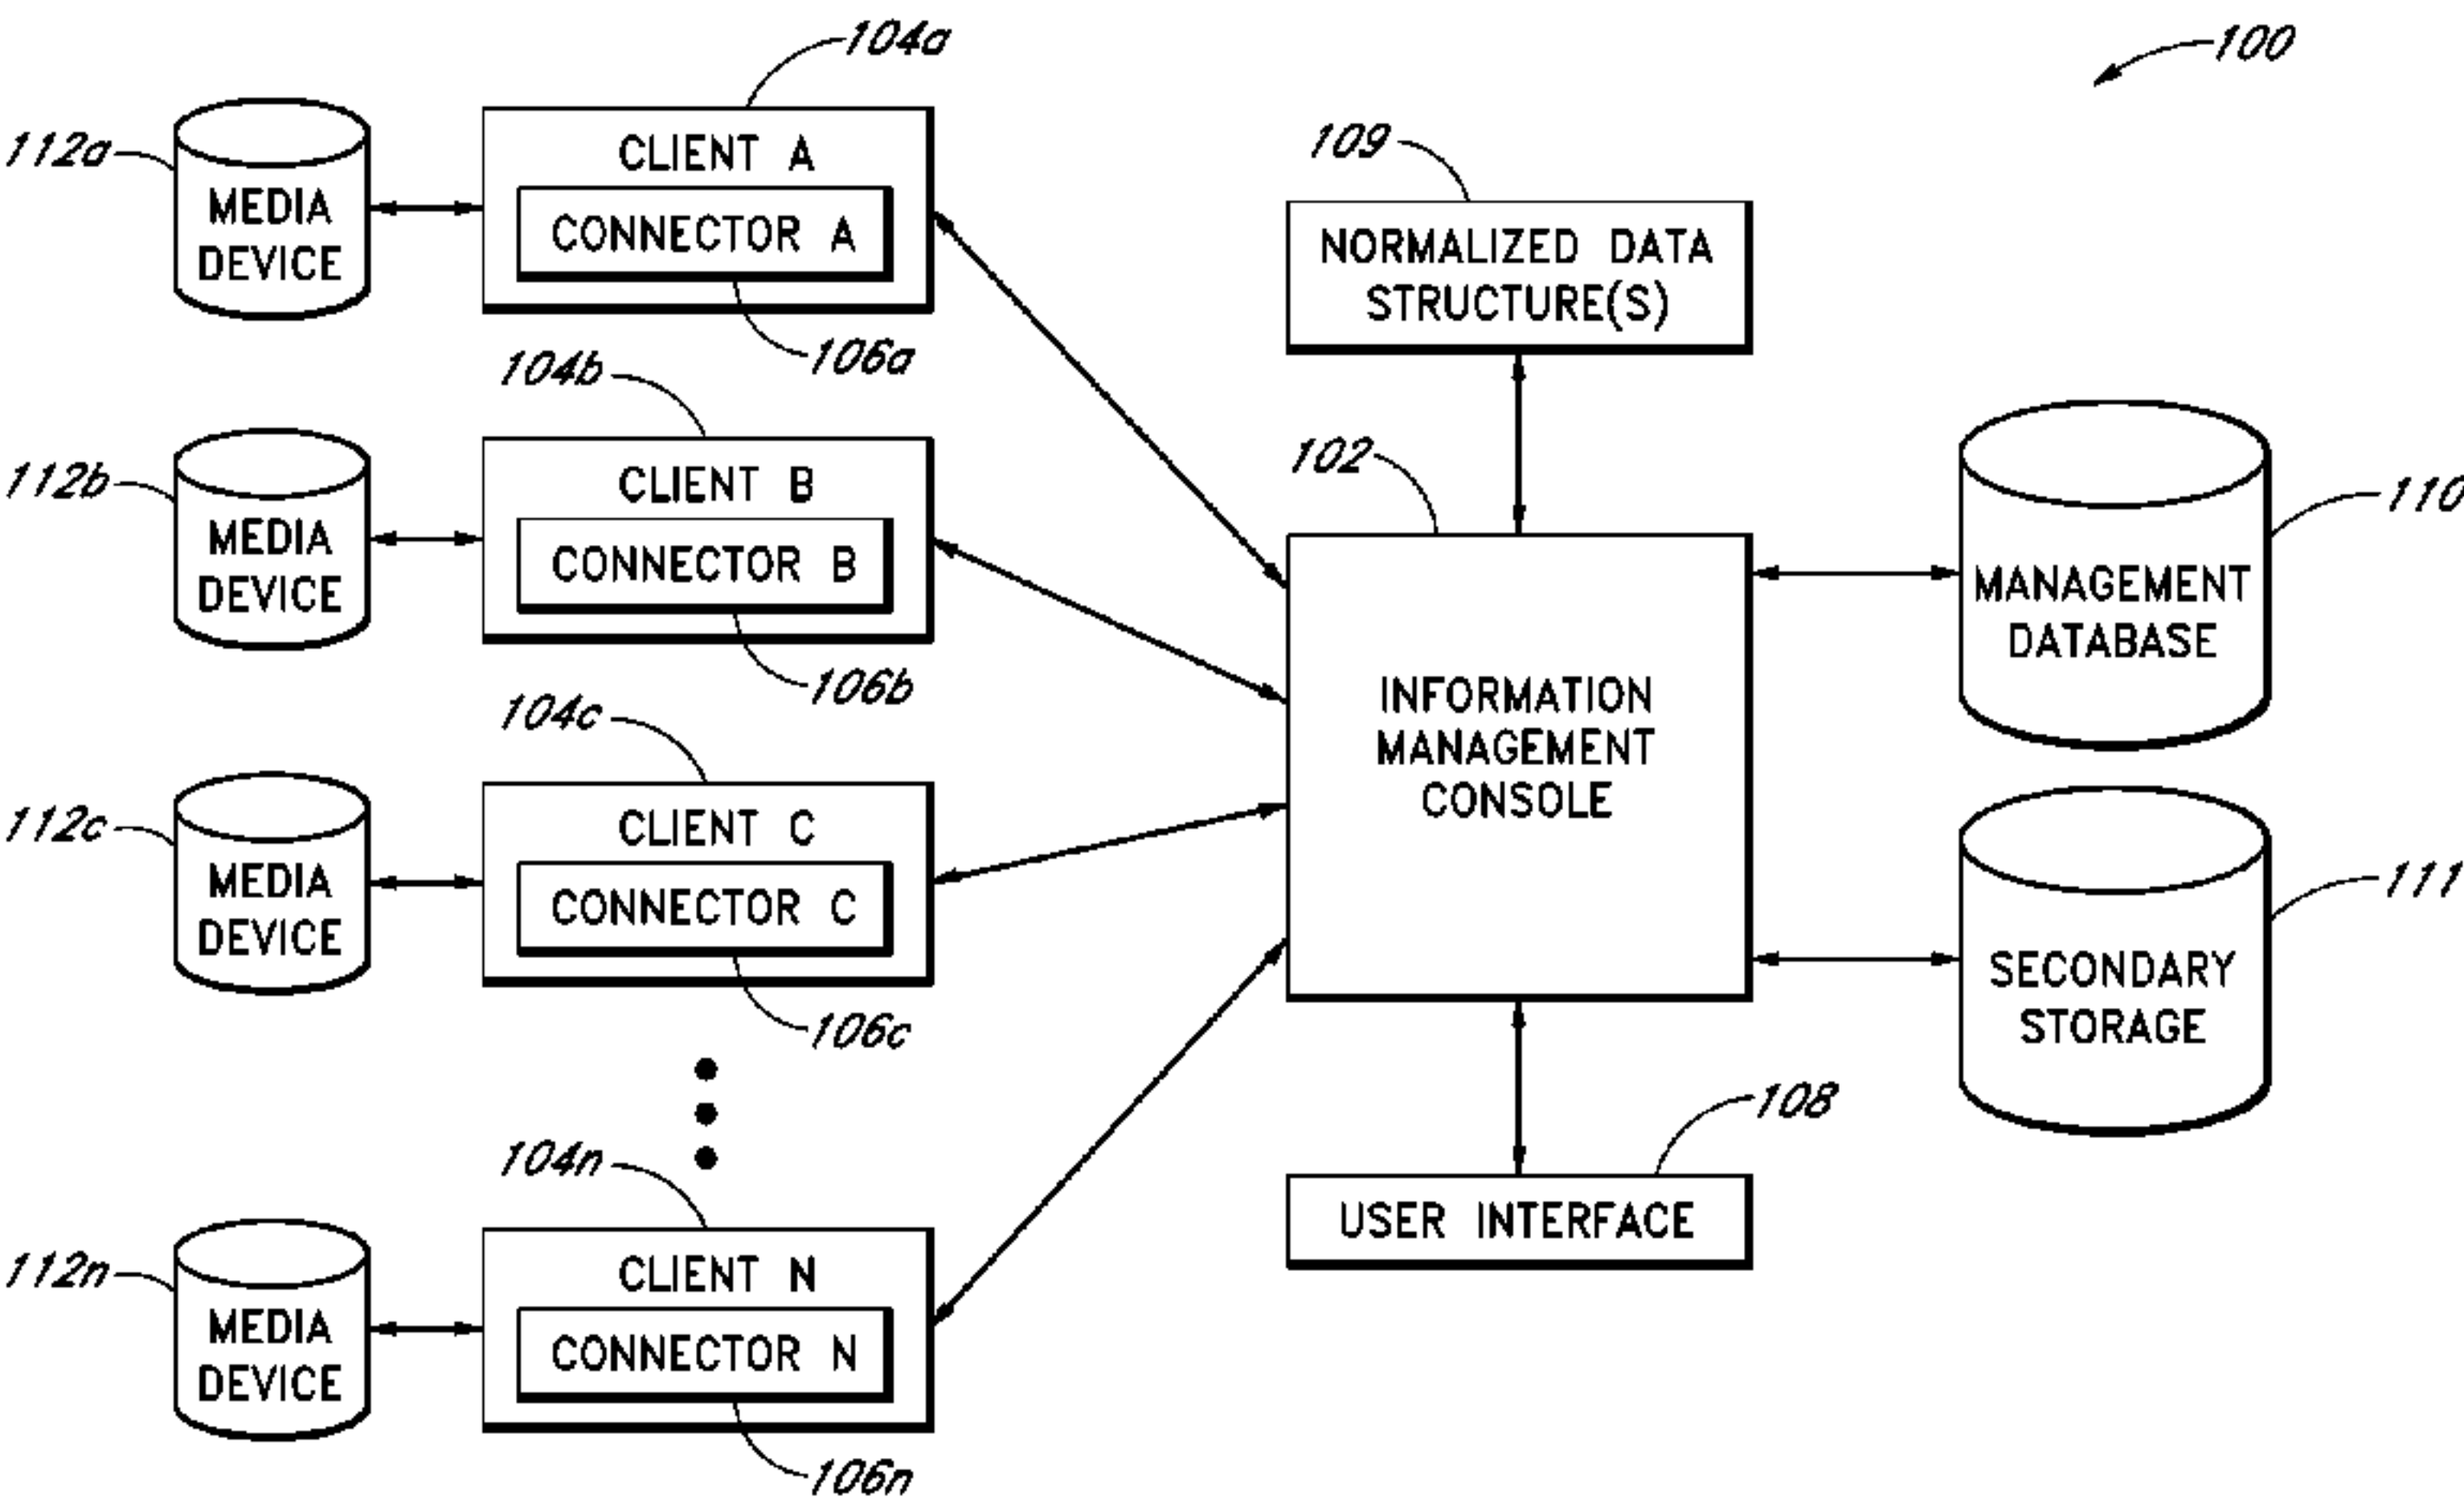 104a
100
112a
CLIENT A
MEDIA
DEVICE
CONNECTOR A
106a
109
NORMALIZED DATA
STRUCTURE(S)
104b
112b
CLIENT B
MEDIA
DEVICE
CONNECTOR B
106b
102
INFORMATION
MANAGEMENT
CONSOLE
110
MANAGEMENT
DATABASE
104c
112c
CLIENT C
MEDIA
DEVICE
CONNECTOR C
106c
111
SECONDARY
STORAGE
108
USER INTERFACE
104n
112n
CLIENT N
MEDIA
DEVICE
CONNECTOR N
106n